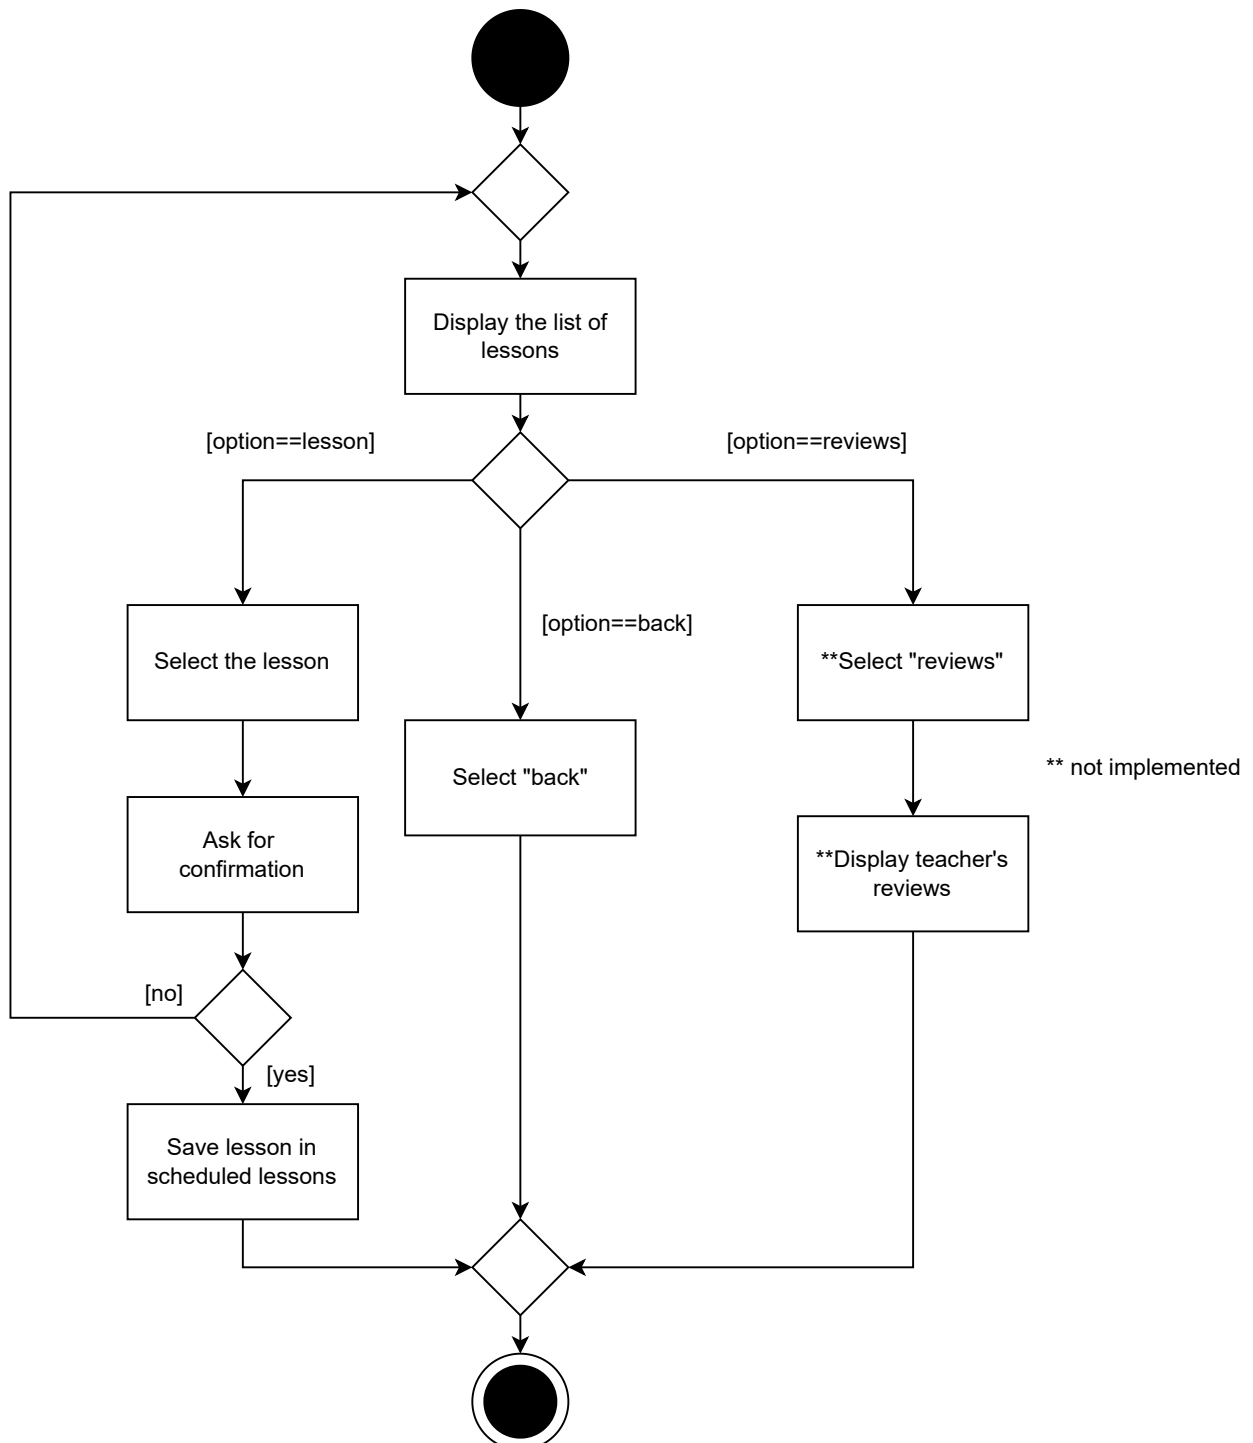 Display the list of
lessons
[option==lesson]
[option==reviews]
[option==back]
Select the lesson
**Select "reviews"
Select "back"
** not implemented
Ask for
confirmation
**Display teacher's
reviews
[no]
[yes]
Save lesson in
scheduled lessons